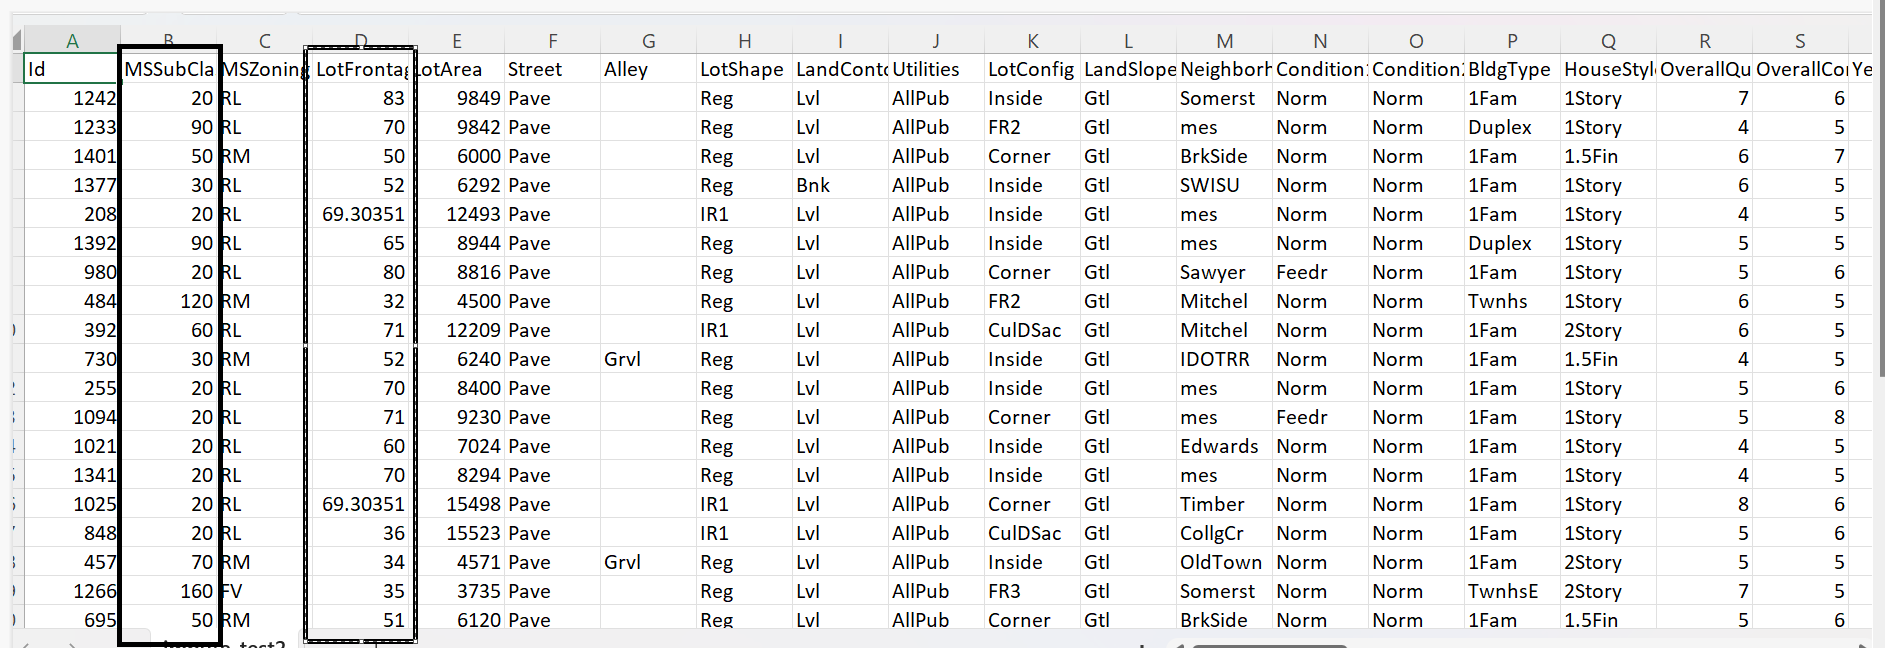 A B C D E F G H I J K L M N O P Q R S
Id MSSubCla MSZoning LotFrontag LotArea Street Alley LotShape LandConto Utilities LotConfig LandSlope Neighborh Condition1 Condition2 BldgType HouseStyle OverallQu OverallCon Ye
1242 20 RL 83 9849 Pave Reg Lvl AllPub Inside Gtl Somerst Norm Norm 1Fam 1Story 7 6
1233 90 RL 70 9842 Pave Reg Lvl AllPub FR2 Gtl mes Norm Norm Duplex 1Story 4 5
1401 50 RM 50 6000 Pave Reg Lvl AllPub Corner Gtl BrkSide Norm Norm 1Fam 1.5Fin 6 7
1377 30 RL 52 6292 Pave Reg Bnk AllPub Inside Gtl SWISU Norm Norm 1Fam 1Story 6 5
208 20 RL 69.30351 12493 Pave IR1 Lvl AllPub Inside Gtl mes Norm Norm 1Fam 1Story 4 5
1392 90 RL 65 8944 Pave Reg Lvl AllPub Inside Gtl mes Norm Norm Duplex 1Story 5 5
980 20 RL 80 8816 Pave Reg Lvl AllPub Corner Gtl Sawyer Feedr Norm 1Fam 1Story 5 6
484 120 RM 32 4500 Pave Reg Lvl AllPub FR2 Gtl Mitchel Norm Norm Twnhs 1Story 6 5
392 60 RL 71 12209 Pave IR1 Lvl AllPub CulDSac Gtl Mitchel Norm Norm 1Fam 2Story 6 5
730 30 RM 52 6240 Pave Grvl Reg Lvl AllPub Inside Gtl IDOTRR Norm Norm 1Fam 1.5Fin 4 5
255 20 RL 70 8400 Pave Reg Lvl AllPub Inside Gtl mes Norm Norm 1Fam 1Story 5 6
1094 20 RL 71 9230 Pave Reg Lvl AllPub Corner Gtl mes Feedr Norm 1Fam 1Story 5 8
1021 20 RL 60 7024 Pave Reg Lvl AllPub Inside Gtl Edwards Norm Norm 1Fam 1Story 4 5
1341 20 RL 70 8294 Pave Reg Lvl AllPub Inside Gtl mes Norm Norm 1Fam 1Story 4 5
1025 20 RL 69.30351 15498 Pave IR1 Lvl AllPub Corner Gtl Timber Norm Norm 1Fam 1Story 8 6
848 20 RL 36 15523 Pave IR1 Lvl AllPub CulDSac Gtl CollgCr Norm Norm 1Fam 1Story 5 6
457 70 RM 34 4571 Pave Grvl Reg Lvl AllPub Inside Gtl OldTown Norm Norm 1Fam 2Story 5 5
1266 160 FV 35 3735 Pave Reg Lvl AllPub FR3 Gtl Somerst Norm Norm TwnhsE 2Story 7 5
695 50 RM 51 6120 Pave Reg Lvl AllPub Corner Gtl BrkSide Norm Norm 1Fam 1.5Fin 5 6